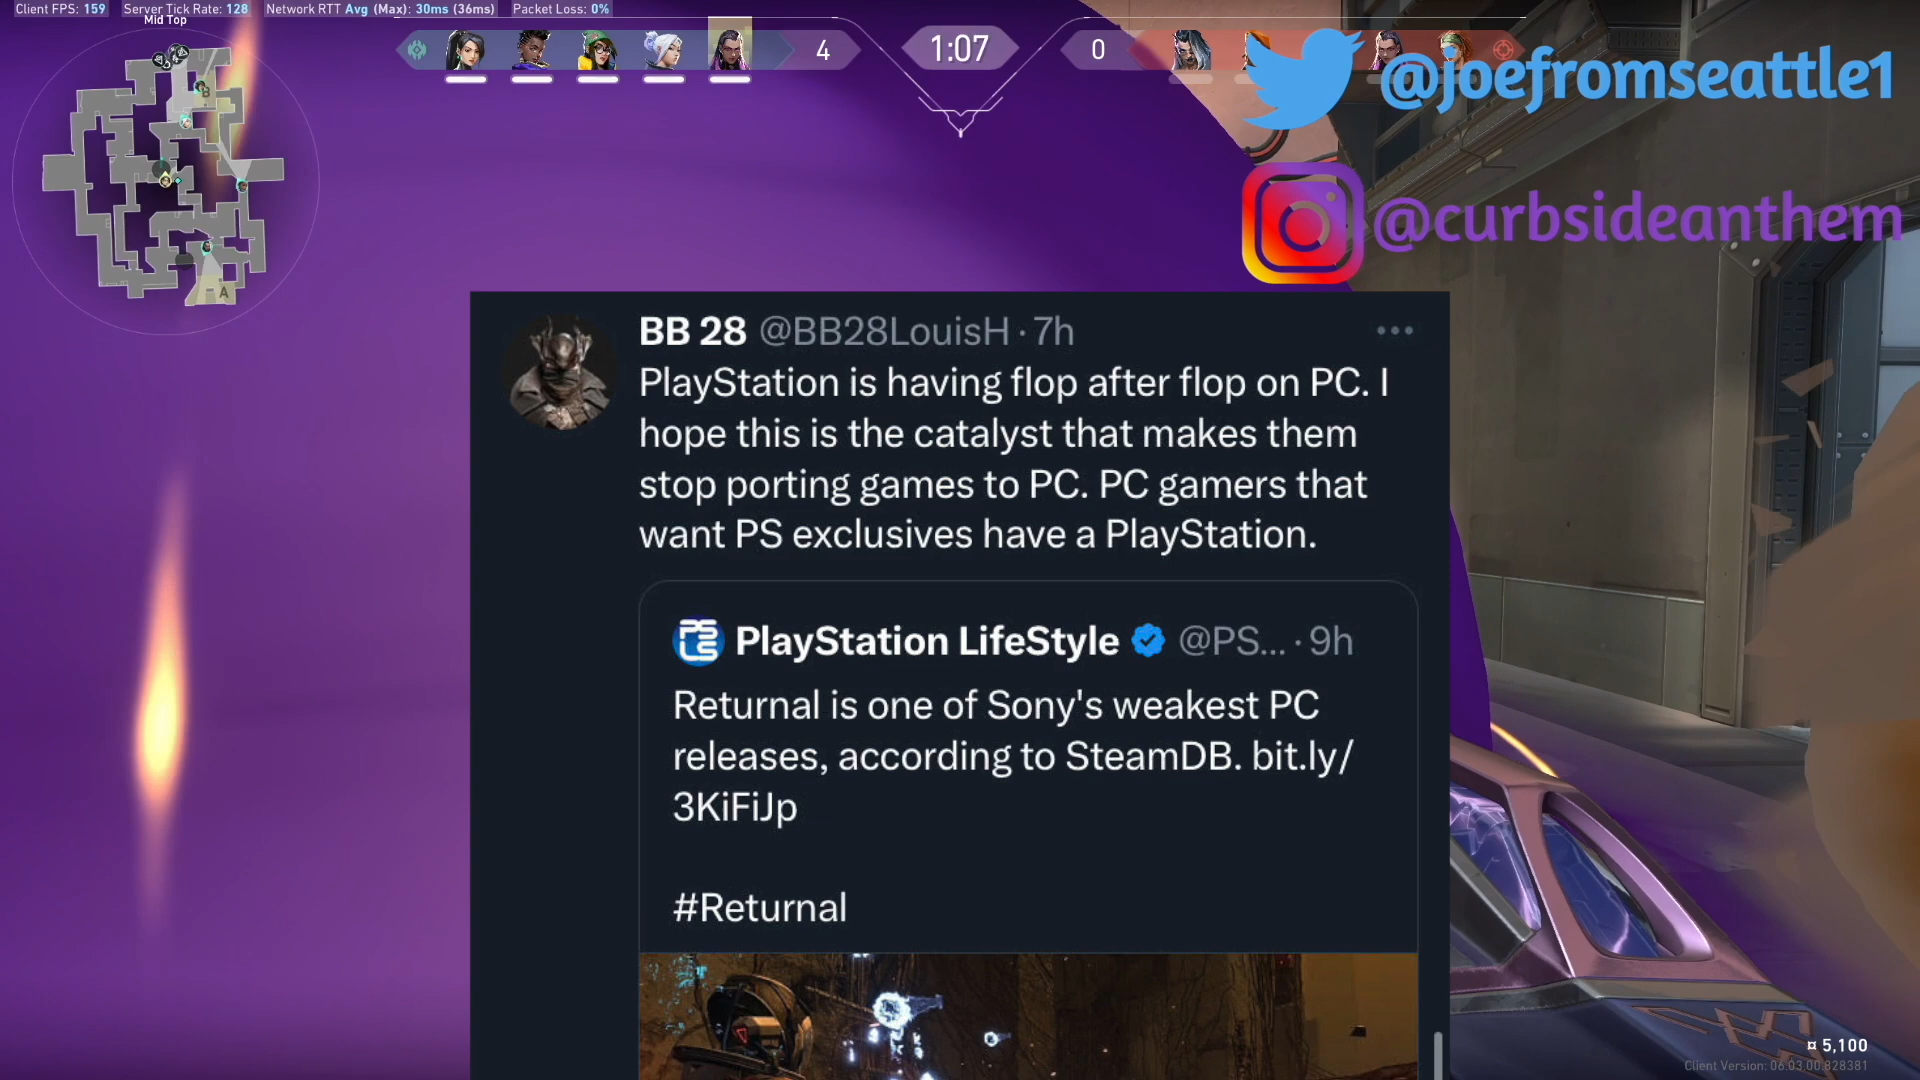 Client FPS: 159 Server Tick Rate: 128 Network RTT Avg (Max): 30ms (36ms) Packet Loss: 0%
Mid Top
4
1:07
0
@joefromseattle1
@curbsideanthem
B
A
BB 28 @BB28LouisH · 7h
PlayStation is having flop after flop on PC. I
hope this is the catalyst that makes them
stop porting games to PC. PC gamers that
want PS exclusives have a PlayStation.
PS
LS
PlayStation LifeStyle @PS... · 9h
Returnal is one of Sony's weakest PC
releases, according to SteamDB. bit.ly/
3KiFiJp
#Returnal
¤ 5,100
Client Version: 06.03.00.828381